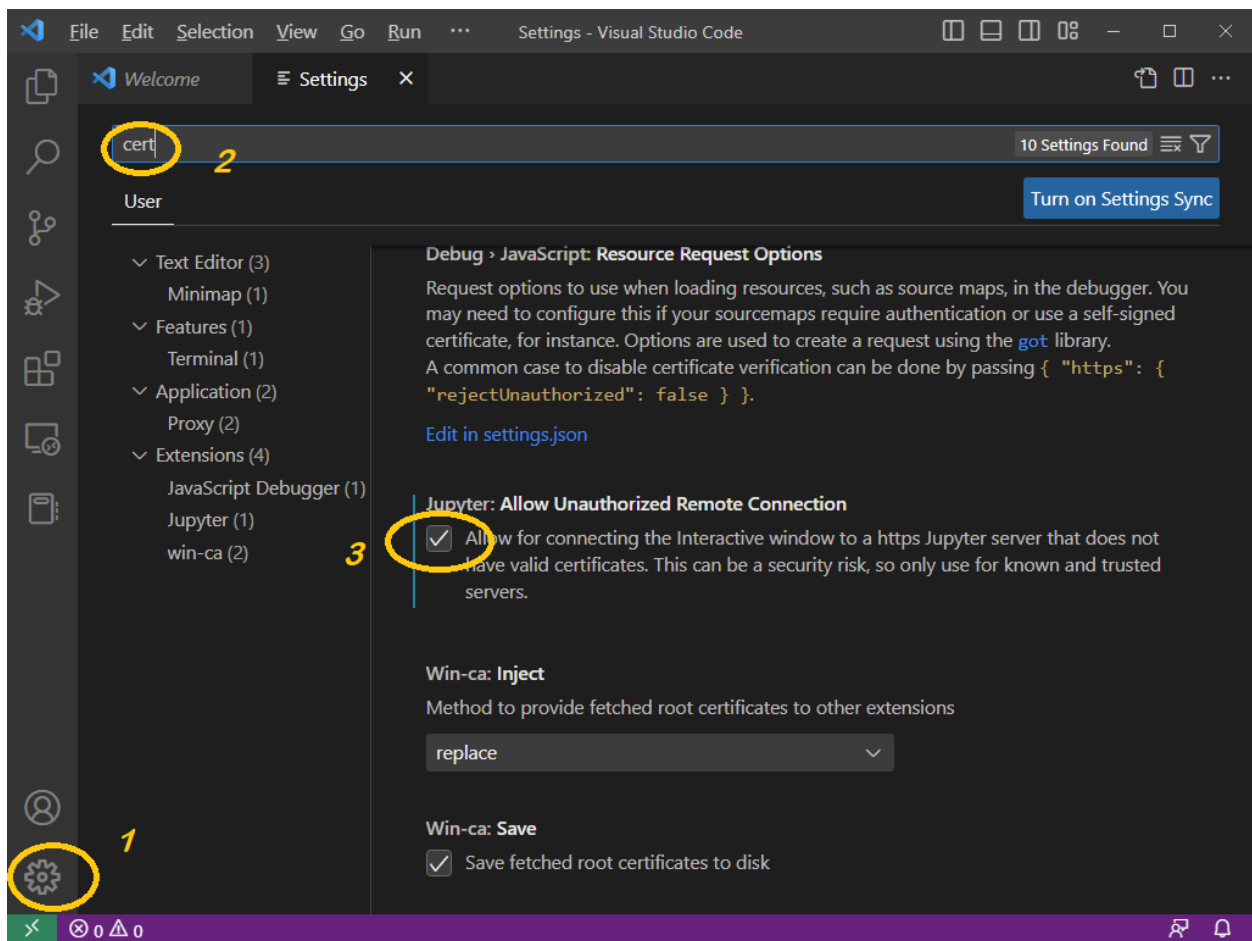 File Edit Selection View Go Run ··· Settings - Visual Studio Code
Welcome Settings
cert 2 10 Settings Found
User Turn on Settings Sync
Text Editor (3)
Minimap (1)
Features (1)
Terminal (1)
Application (2)
Proxy (2)
Extensions (4)
JavaScript Debugger (1)
Jupyter (1)
win-ca (2)
Debug › JavaScript: Resource Request Options
Request options to use when loading resources, such as source maps, in the debugger. You
may need to configure this if your sourcemaps require authentication or use a self-signed
certificate, for instance. Options are used to create a request using the got library.
A common case to disable certificate verification can be done by passing { "https": {
"rejectUnauthorized": false } }.
Edit in settings.json
Jupyter: Allow Unauthorized Remote Connection
3 Allow for connecting the Interactive window to a https Jupyter server that does not
have valid certificates. This can be a security risk, so only use for known and trusted
servers.
Win-ca: Inject
Method to provide fetched root certificates to other extensions
replace
Win-ca: Save
Save fetched root certificates to disk
1
0 0